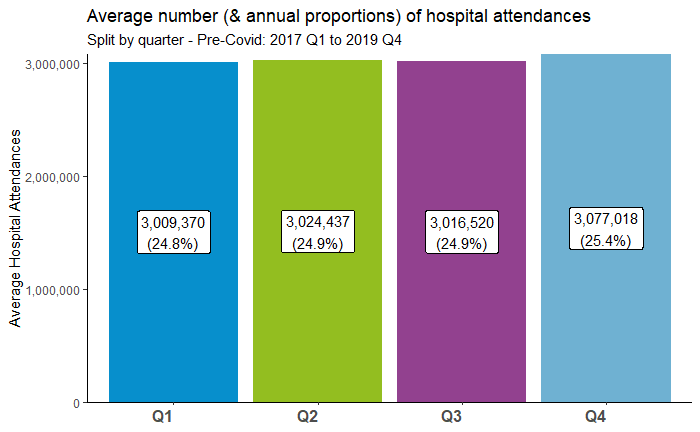 Average number (& annual proportions) of hospital attendances
Split by quarter - Pre-Covid: 2017 Q1 to 2019 Q4
Average Hospital Attendances
3,000,000
2,000,000
1,000,000
0
3,009,370
(24.8%)
3,024,437
(24.9%)
3,016,520
(24.9%)
3,077,018
(25.4%)
Q1
Q2
Q3
Q4